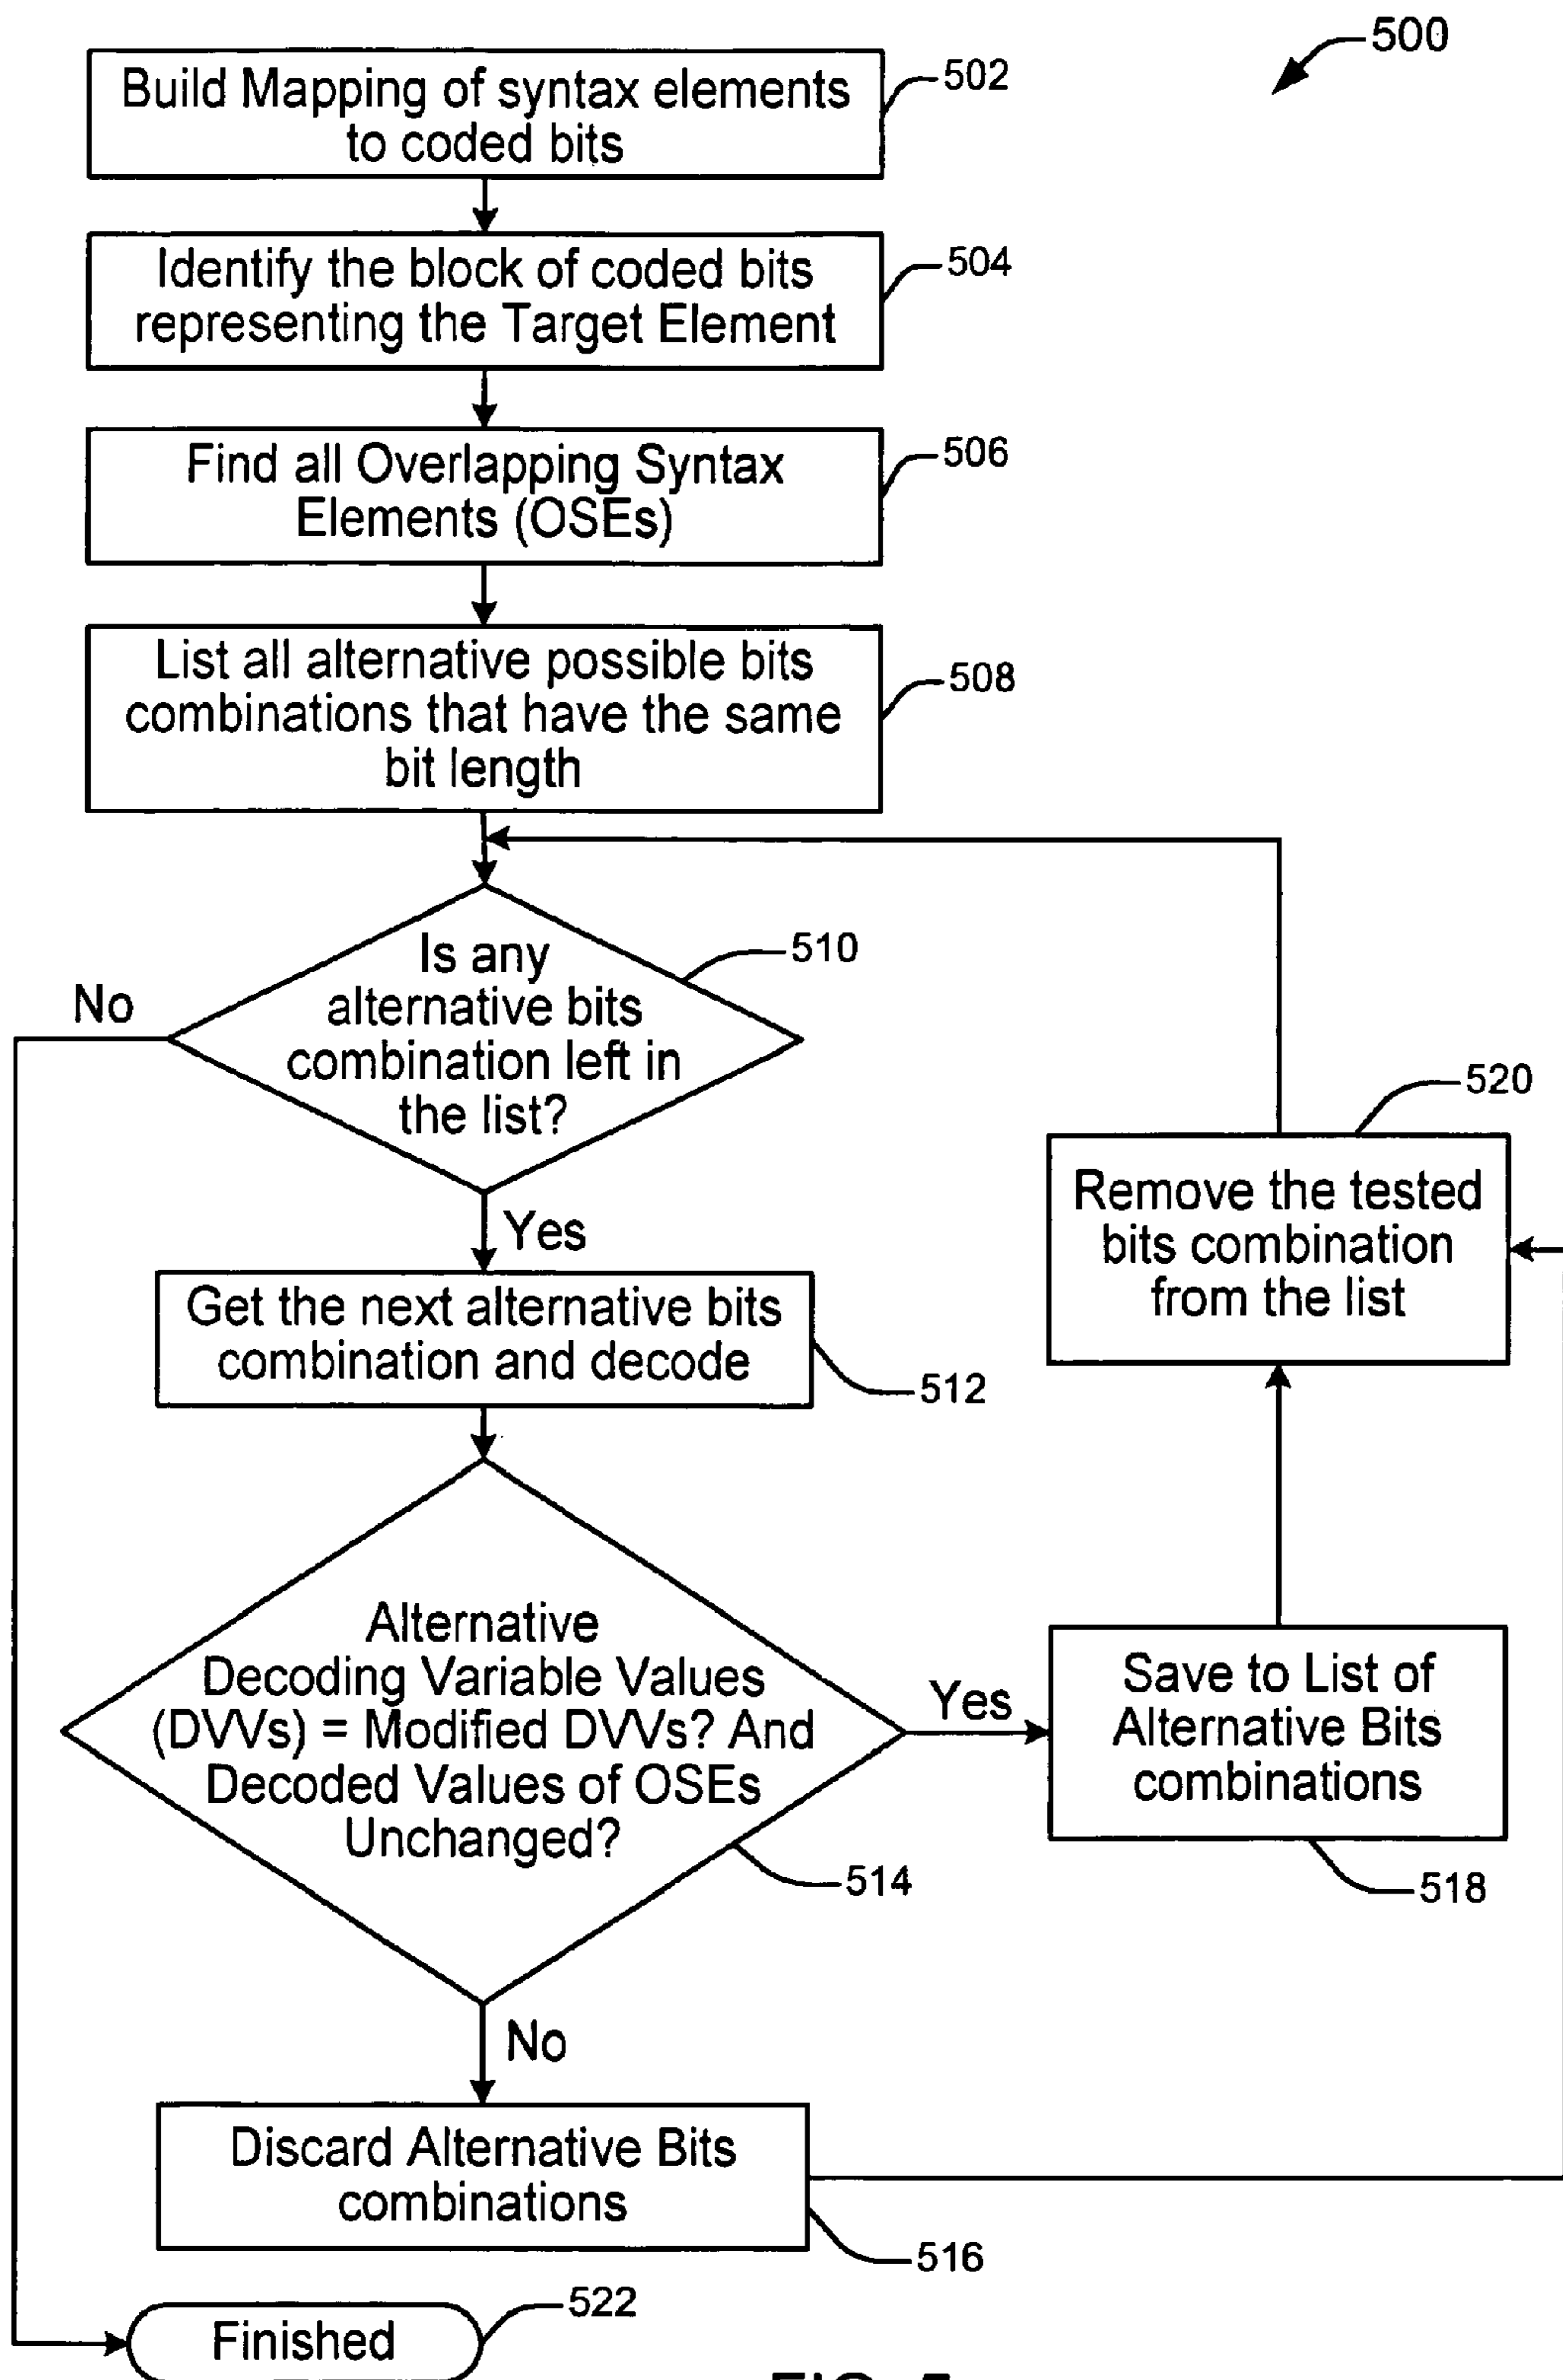 500
Build Mapping of syntax elements
to coded bits
502
Identify the block of coded bits
representing the Target Element
504
Find all Overlapping Syntax
Elements (OSEs)
506
List all alternative possible bits
combinations that have the same
bit length
508
Is any
alternative bits
combination left in
the list?
510
No
Yes
520
Remove the tested
bits combination
from the list
Get the next alternative bits
combination and decode
512
Alternative
Decoding Variable Values
(DVVs) = Modified DVVs? And
Decoded Values of OSEs
Unchanged?
514
Yes
Save to List of
Alternative Bits
combinations
518
No
Discard Alternative Bits
combinations
516
Finished
522